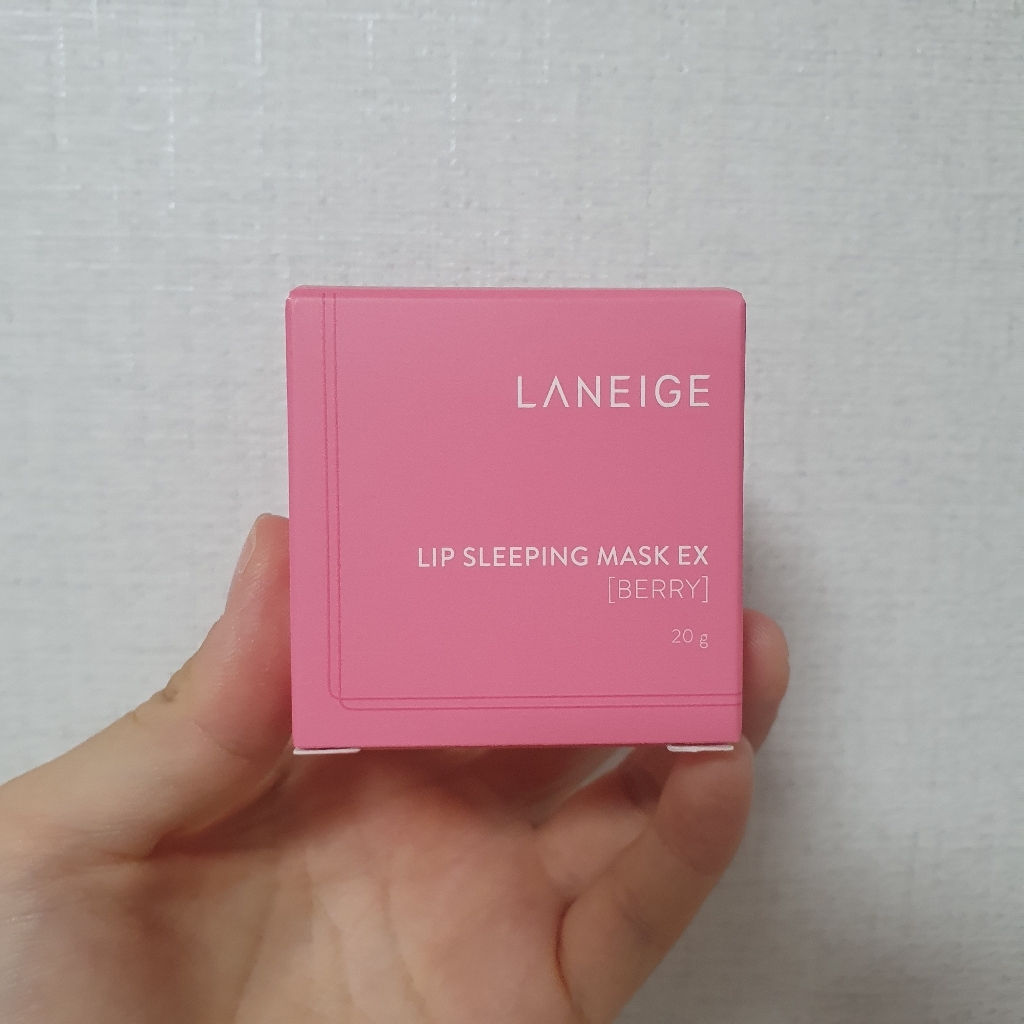 LANEIGE
LIP SLEEPING MASK EX
[BERRY]
20 g